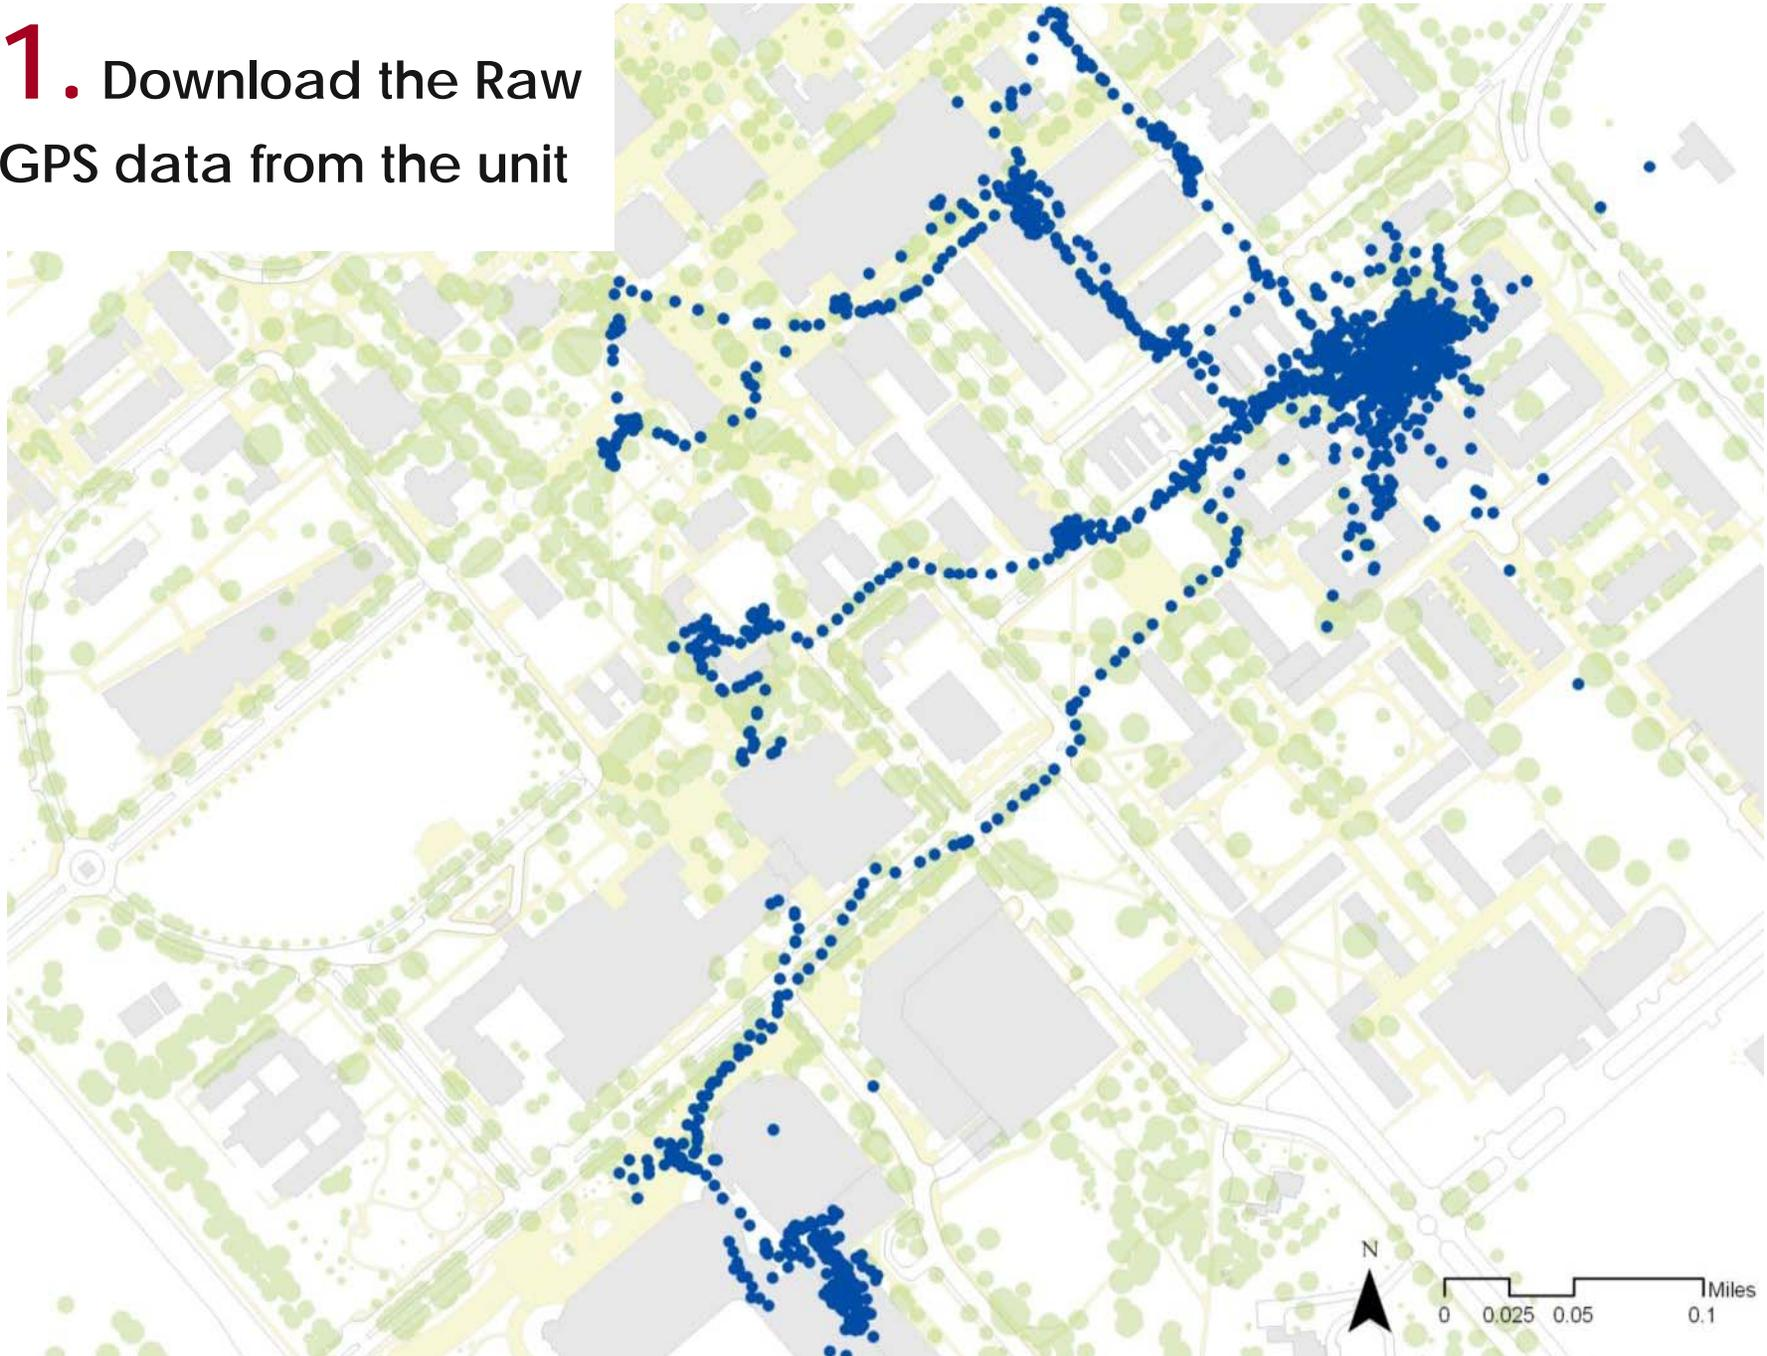 1. Download the Raw
GPS data from the unit
N
Miles
0 0.025 0.05 0.1